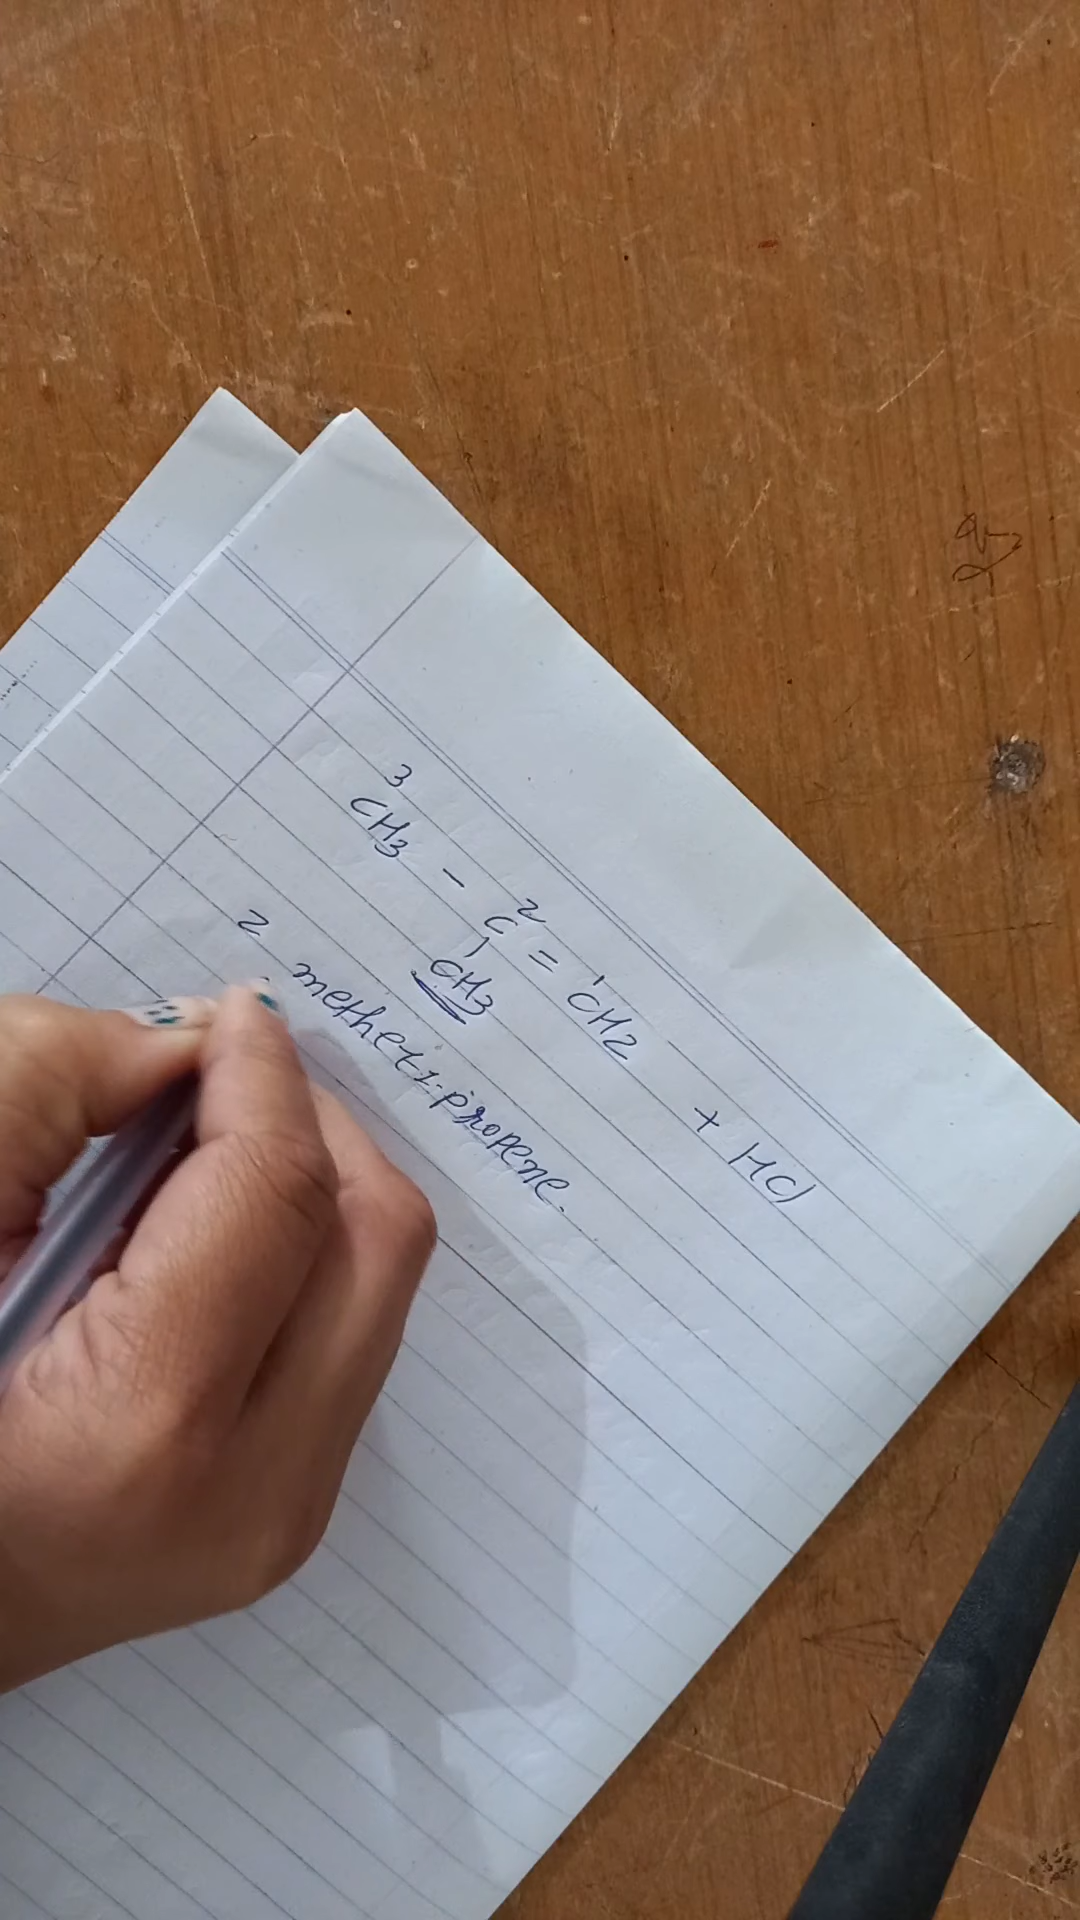 3 2 1
CH3 - C = CH2 + HCl
|
CH3
2 methel 1. propene.